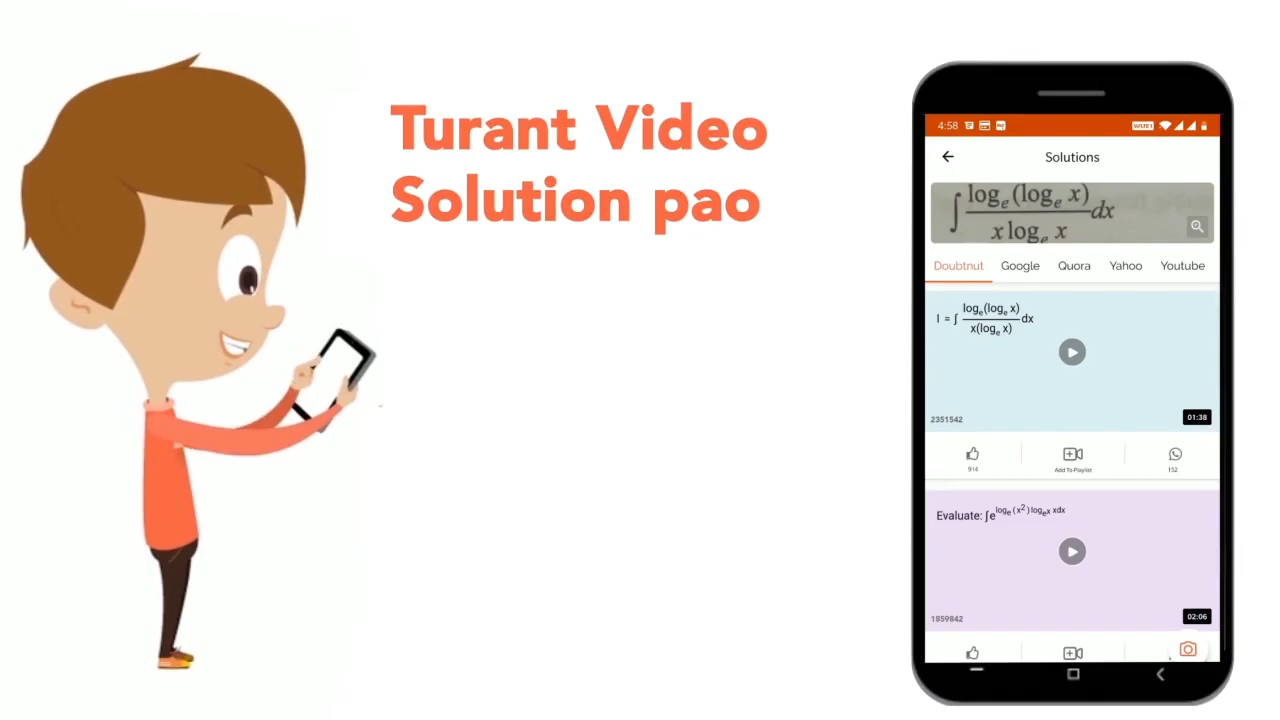 Turant Video
Solution pao
4:58
VoLTE1
Solutions
∫ logₑ(logₑ x) / x logₑ x dx
Doubtnut Google Quora Yahoo Youtube
I = ∫ logₑ(logₑ x) / x(logₑ x) dx
2351542 01:38
914 Add To Playlist 152
Evaluate: ∫e^logₑ(x²)logₑx xdx
1859842 02:06